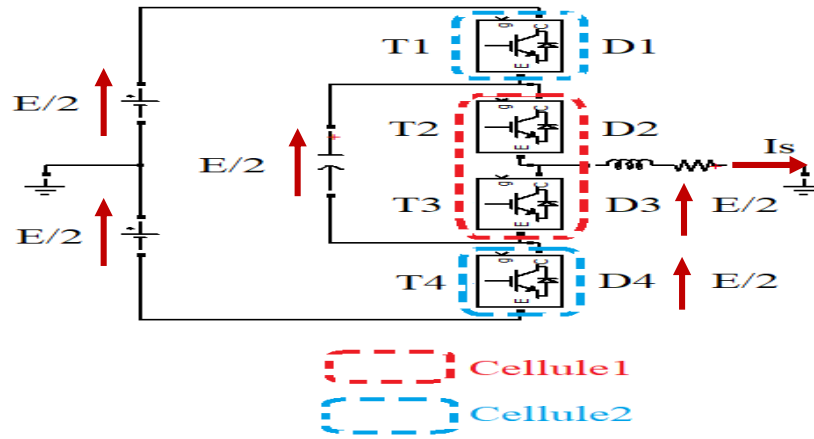 T1 g C E D1
E/2
T2 g C E D2
E/2 Is
E/2 T3 g C E D3 E/2
T4 g C E D4 E/2
Cellule1
Cellule2